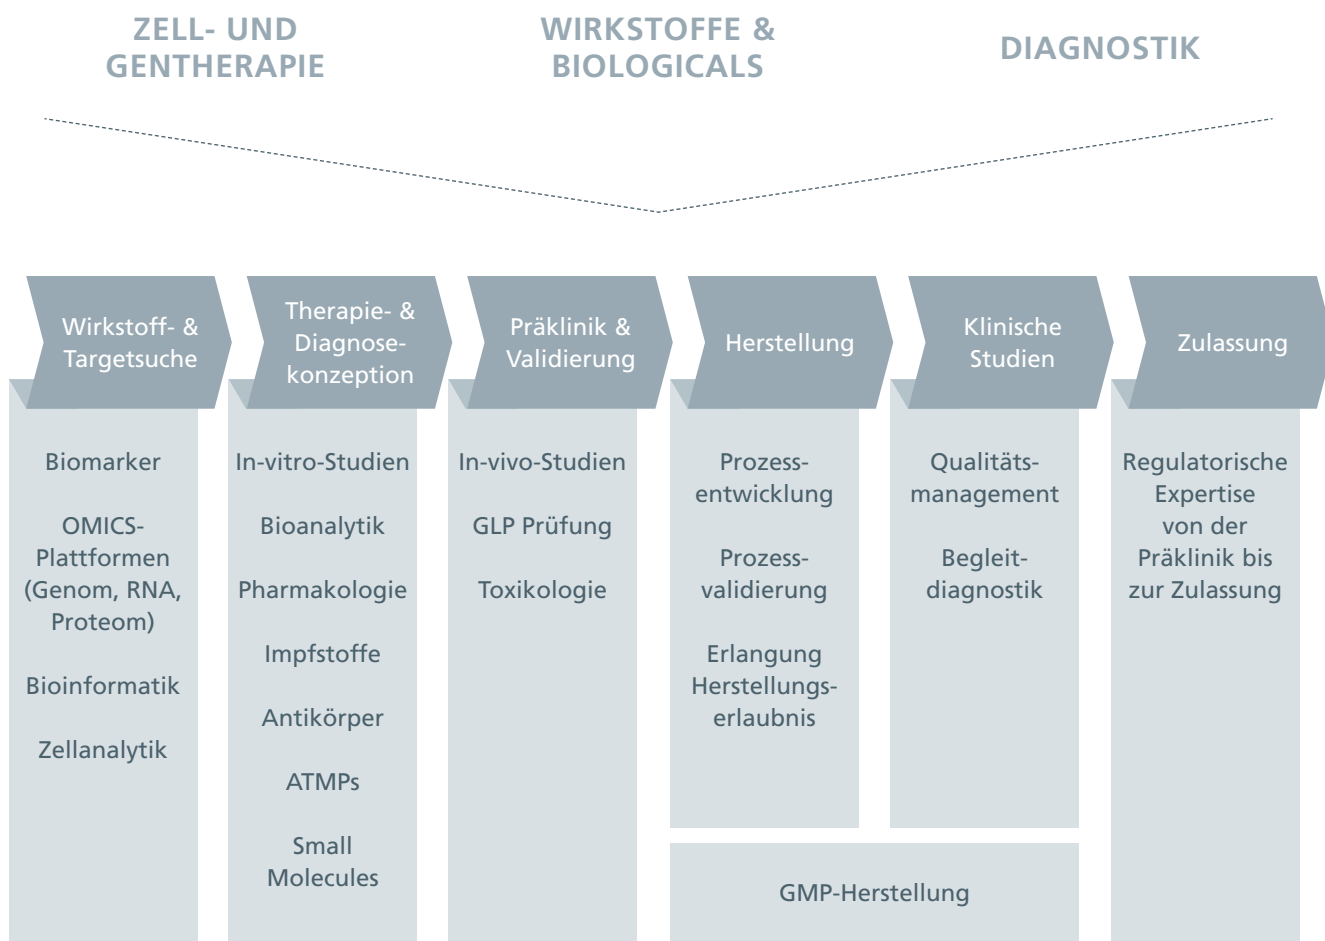 ZELL- UND
GENTHERAPIE
WIRKSTOFFE &
BIOLOGICALS
DIAGNOSTIK
Wirkstoff- &
Targetsuche
Therapie- &
Diagnose-
konzeption
Präklinik &
Validierung
Herstellung
Klinische
Studien
Zulassung
Biomarker
OMICS-
Plattformen
(Genom, RNA,
Proteom)
Bioinformatik
Zellanalytik
In-vitro-Studien
Bioanalytik
Pharmakologie
Impfstoffe
Antikörper
ATMPs
Small
Molecules
In-vivo-Studien
GLP Prüfung
Toxikologie
Prozess-
entwicklung
Prozess-
validierung
Erlangung
Herstellungs-
erlaubnis
Qualitäts-
management
Begleit-
diagnostik
GMP-Herstellung
Regulatorische
Expertise
von der
Präklinik bis
zur Zulassung